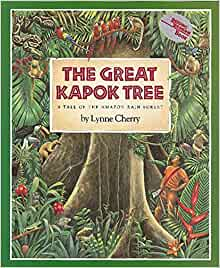 THE GREAT
KAPOK TREE
A TALE OF THE AMAZON RAIN FOREST
by Lynne Cherry